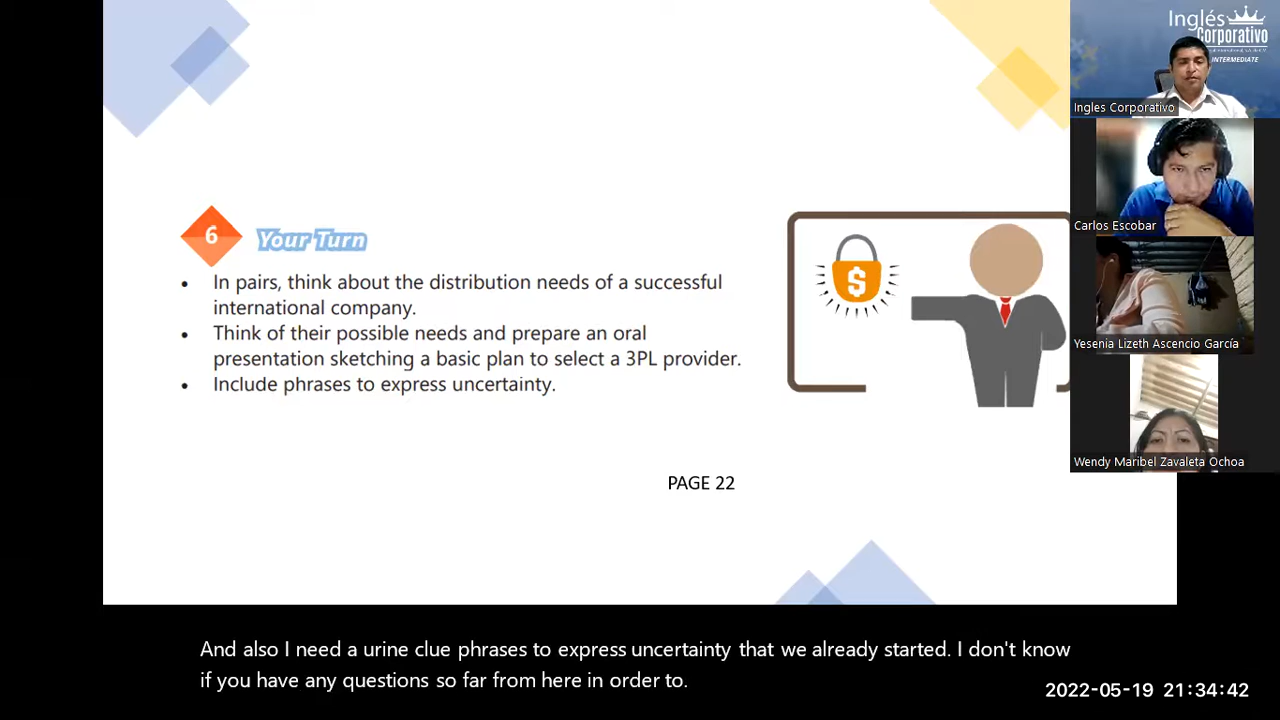 Inglés
Corporativo
INTERMEDIATE
Ingles Corporativo
Carlos Escobar
Yesenia Lizeth Ascencio García
Wendy Maribel Zavaleta Ochoa
6
Your Turn
• In pairs, think about the distribution needs of a successful
international company.
• Think of their possible needs and prepare an oral
presentation sketching a basic plan to select a 3PL provider.
• Include phrases to express uncertainty.
$
PAGE 22
And also I need a urine clue phrases to express uncertainty that we already started. I don't know
if you have any questions so far from here in order to.
2022-05-19 21:34:42